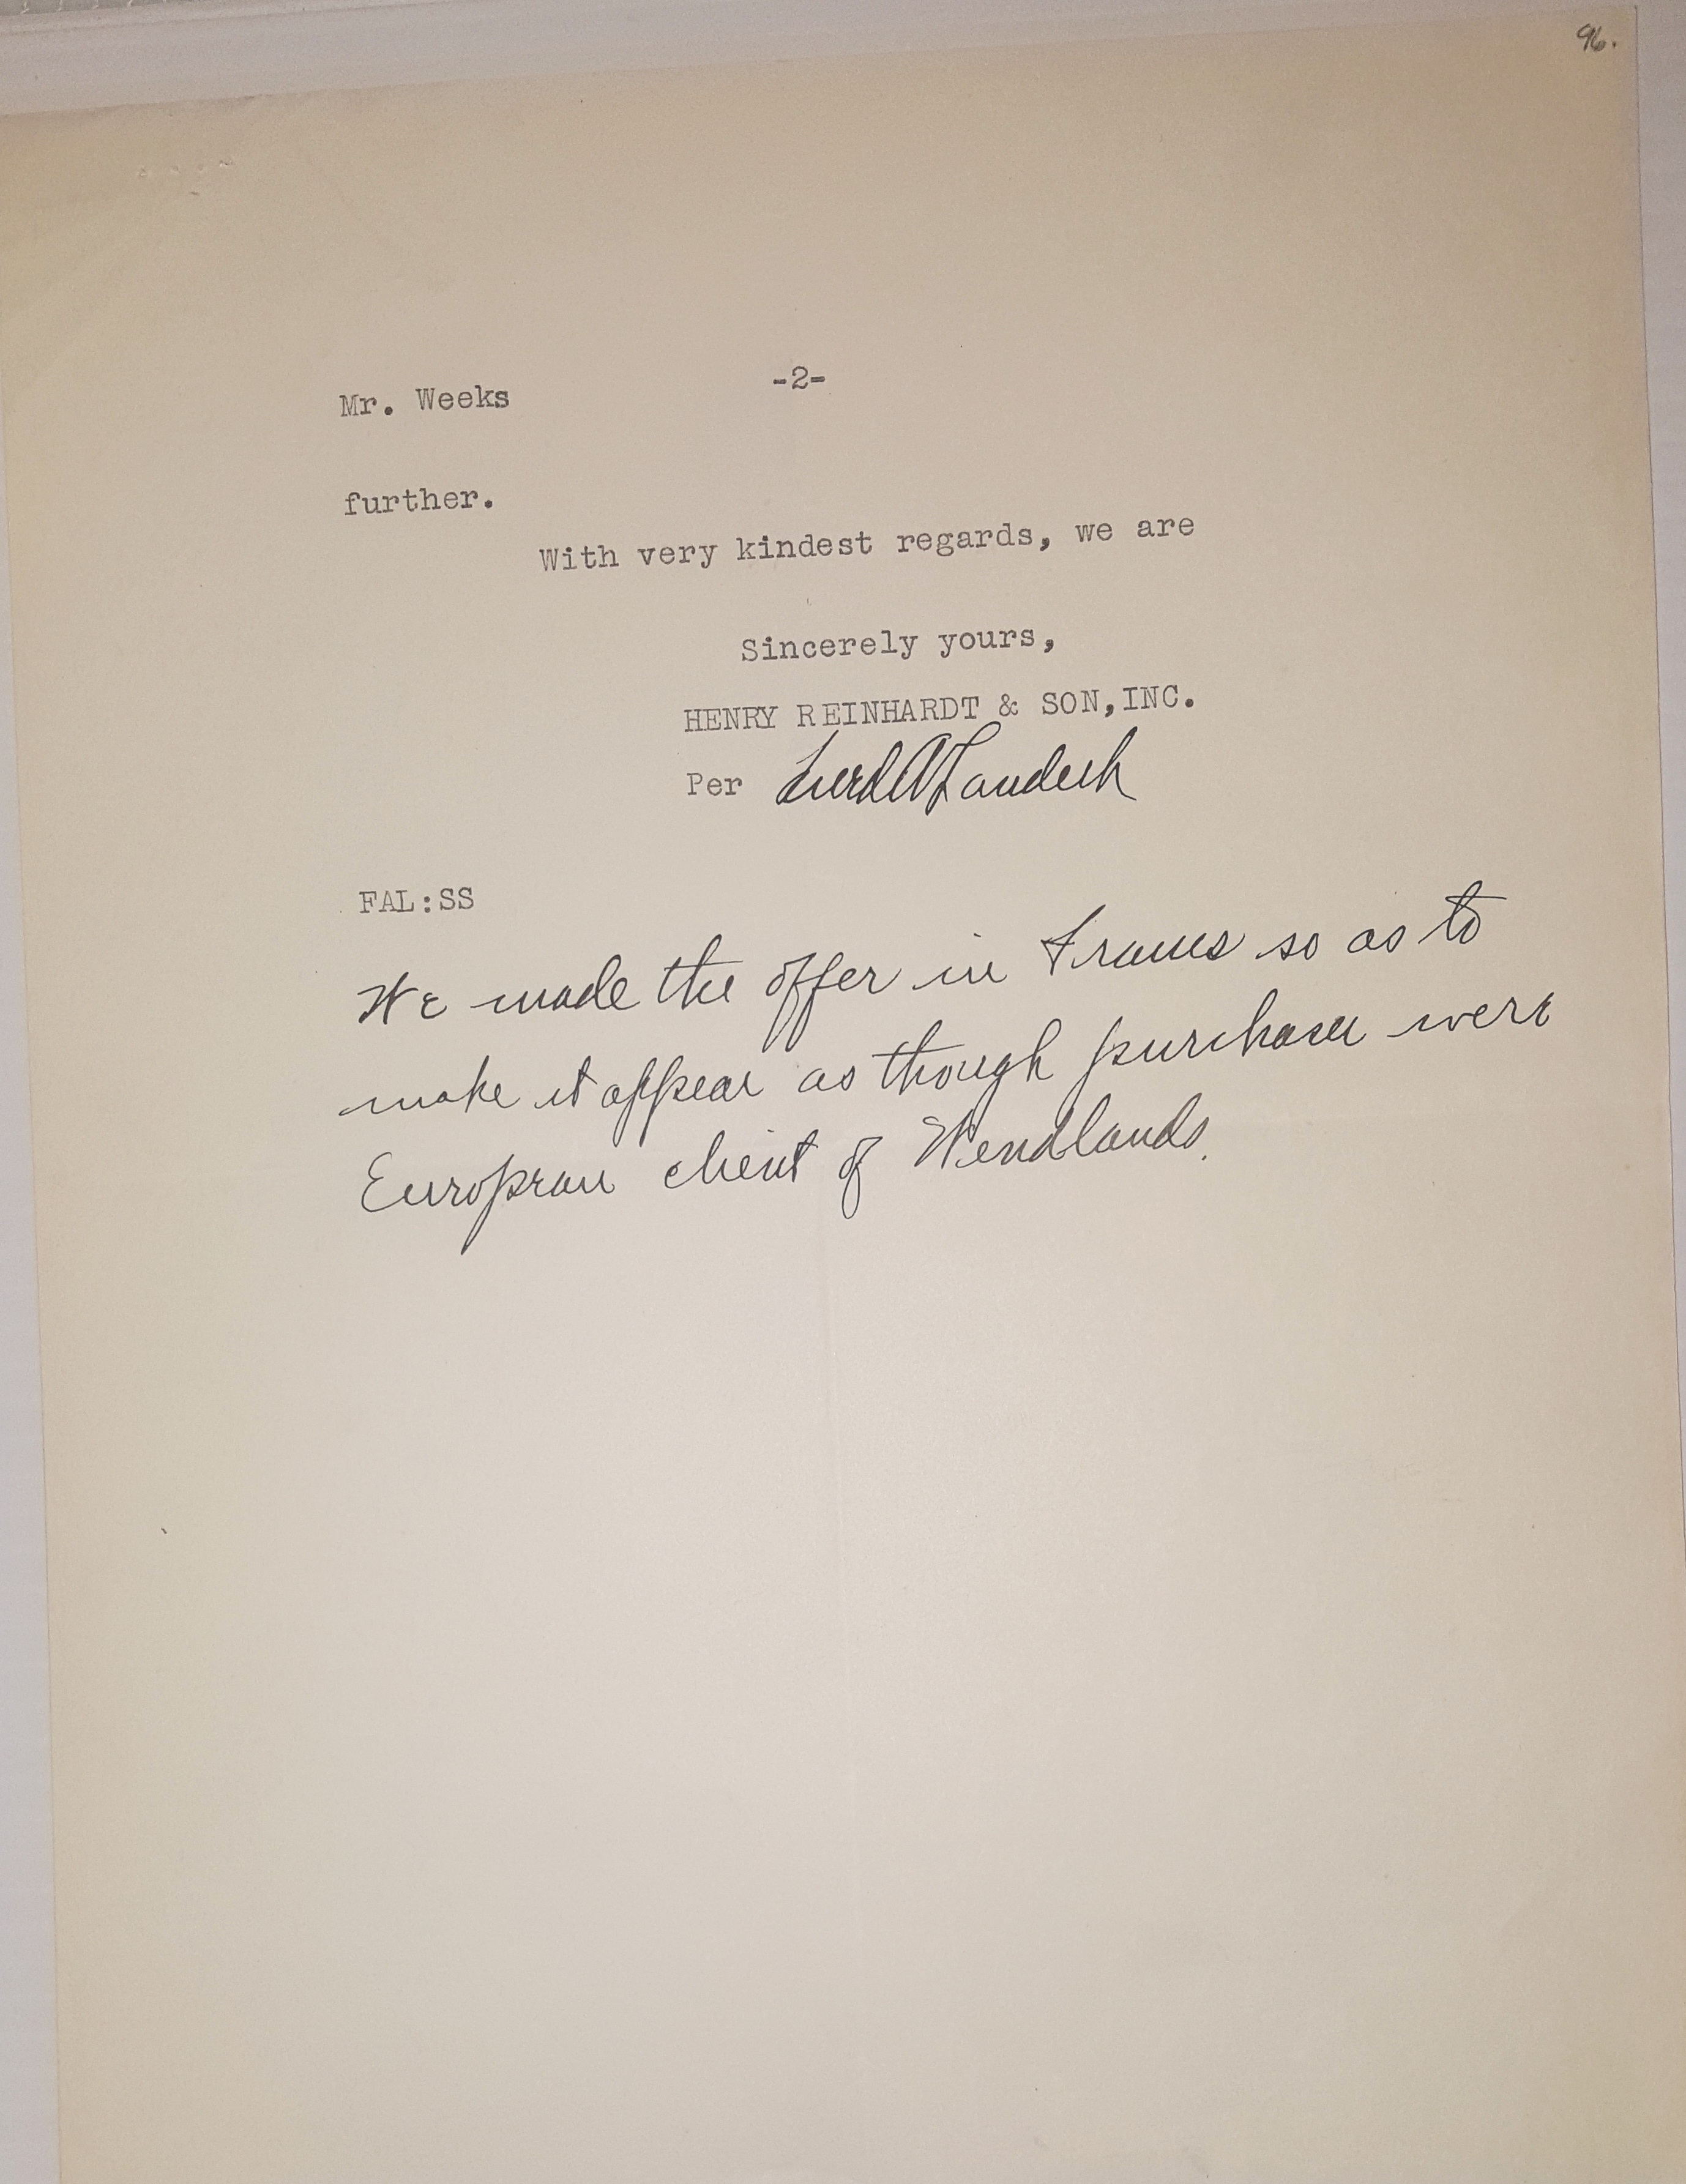 96.
Mr. Weeks -2-
further.
With very kindest regards, we are
Sincerely yours,
HENRY REINHARDT & SON,INC.
Per Fred A Landeck
FAL:SS
We made the offer in Francs so as to
make it appear as though purchaser were
European client of Wendlands.